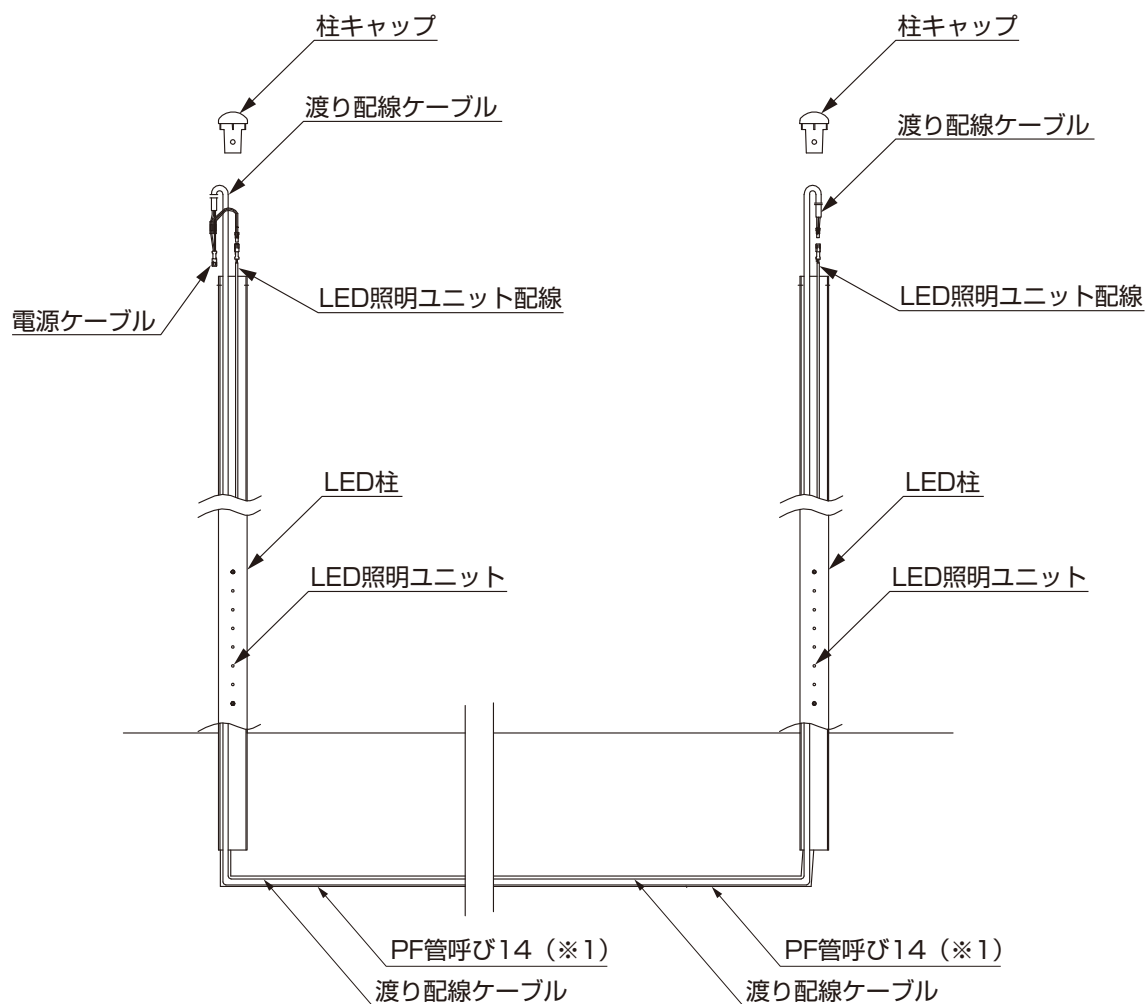 柱キャップ
柱キャップ
渡り配線ケーブル
渡り配線ケーブル
LED照明ユニット配線
LED照明ユニット配線
電源ケーブル
LED柱
LED柱
LED照明ユニット
LED照明ユニット
PF管呼び14（※1）
PF管呼び14（※1）
渡り配線ケーブル
渡り配線ケーブル